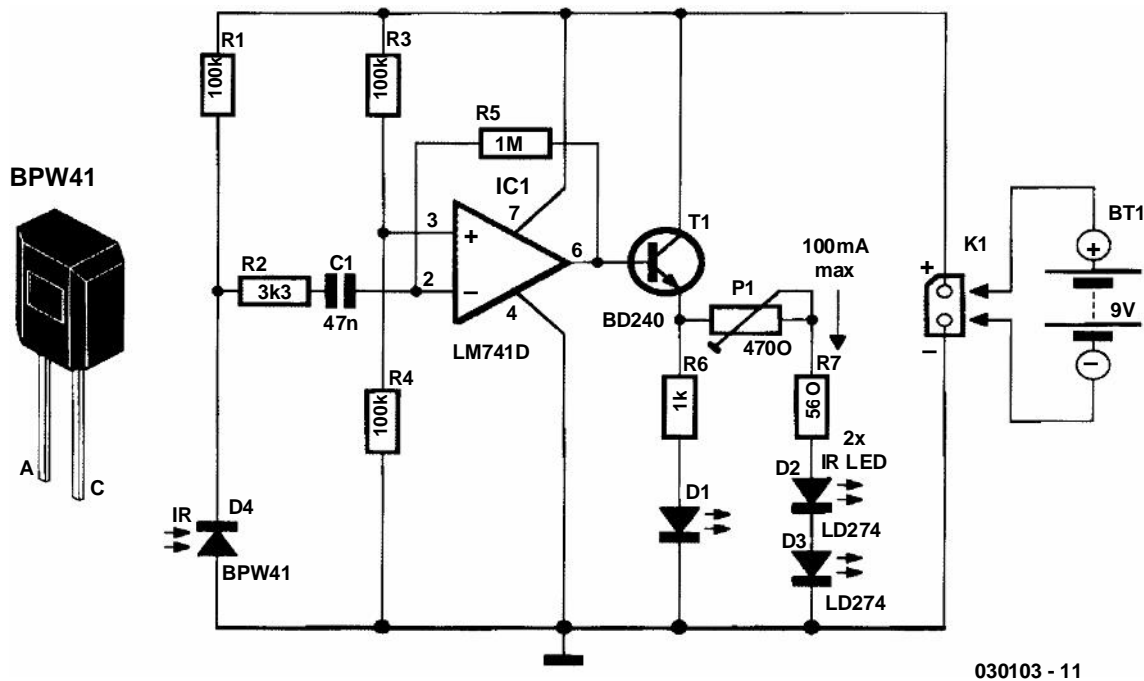 BPW41
A
C
R1
100k
R3
100k
R5
1M
IC1
7
3
+
2
−
6
4
LM741D
R2
3k3
C1
47n
R4
100k
IR
D4
BPW41
T1
BD240
P1
470O
100mA
max
R6
1k
R7
56O
2x
IR LED
D1
D2
LD274
D3
LD274
K1
+
−
BT1
+
9V
−
030103 - 11